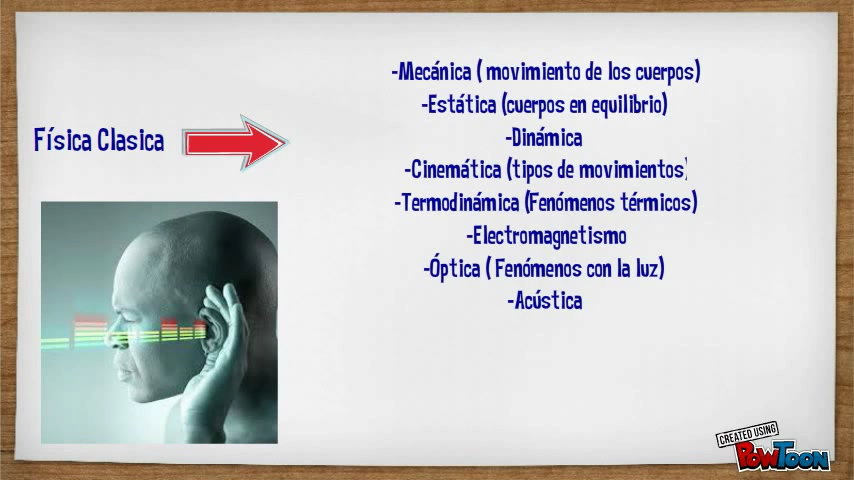 Física Clasica
-Mecánica ( movimiento de los cuerpos)
-Estática (cuerpos en equilibrio)
-Dinámica
-Cinemática (tipos de movimientos)
-Termodinámica (Fenómenos térmicos)
-Electromagnetismo
-Óptica ( Fenómenos con la luz)
-Acústica
CREATED USING
POWTOON